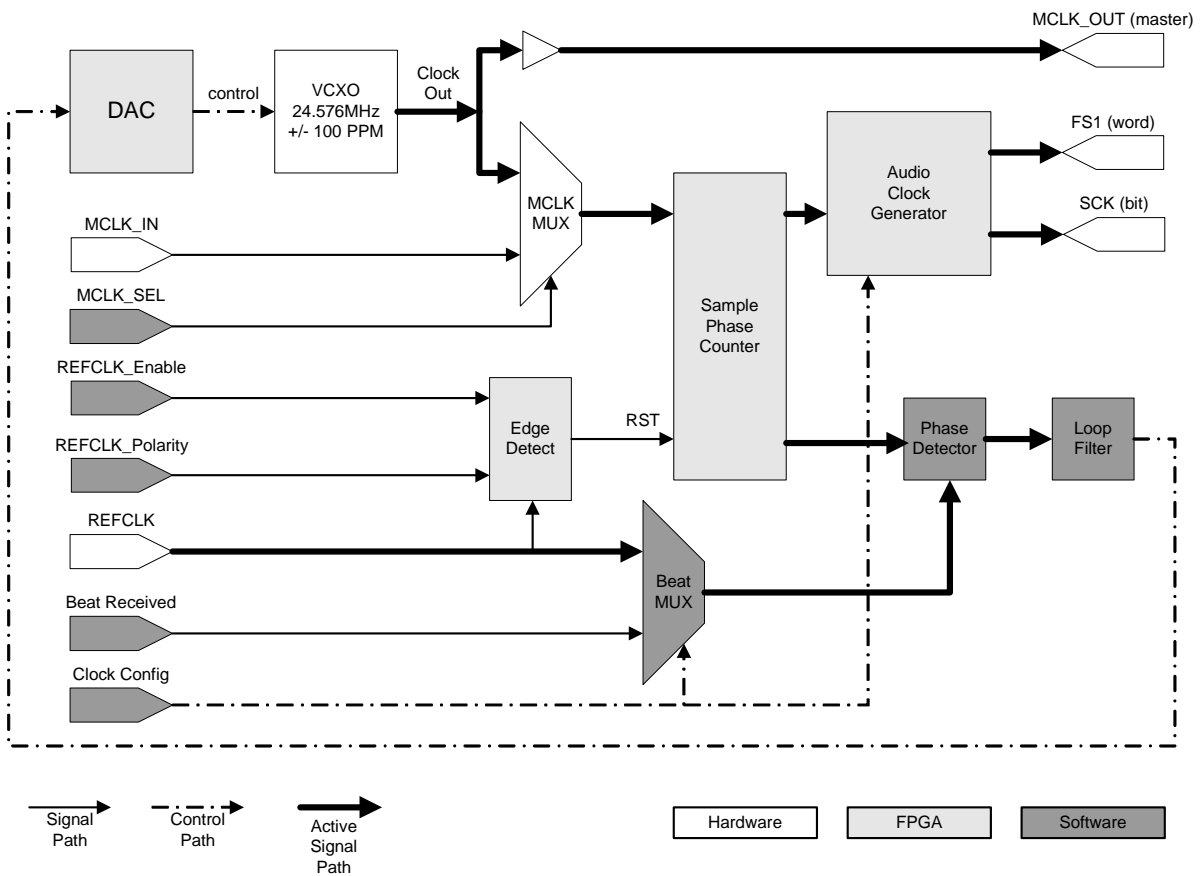 MCLK_OUT (master)
DAC
control
VCXO
24.576MHz
+/- 100 PPM
Clock
Out
FS1 (word)
Audio
Clock
Generator
SCK (bit)
MCLK
MUX
MCLK_IN
MCLK_SEL
Sample
Phase
Counter
REFCLK_Enable
Edge
Detect
RST
Phase
Detector
Loop
Filter
REFCLK_Polarity
REFCLK
Beat
MUX
Beat Received
Clock Config
Signal
Path
Control
Path
Active
Signal
Path
Hardware
FPGA
Software